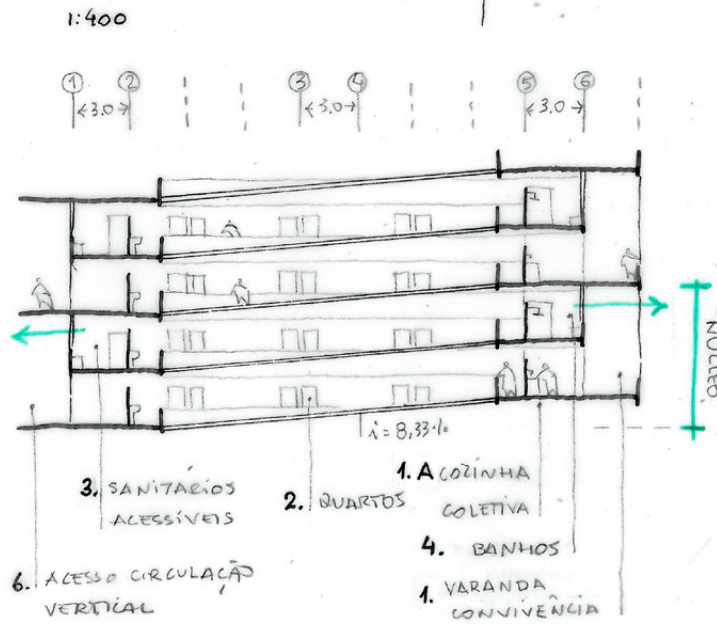 1:400
1 2 3 4 5 6
3.0 3.0 3.0
NÚCLEO
i = 8,33%
3. SANITÁRIOS
ACESSÍVEIS
2. QUARTOS
1. A COZINHA
COLETIVA
4. BANHOS
6. ACESSO CIRCULAÇÃO
VERTICAL
1. VARANDA
CONVIVÊNCIA